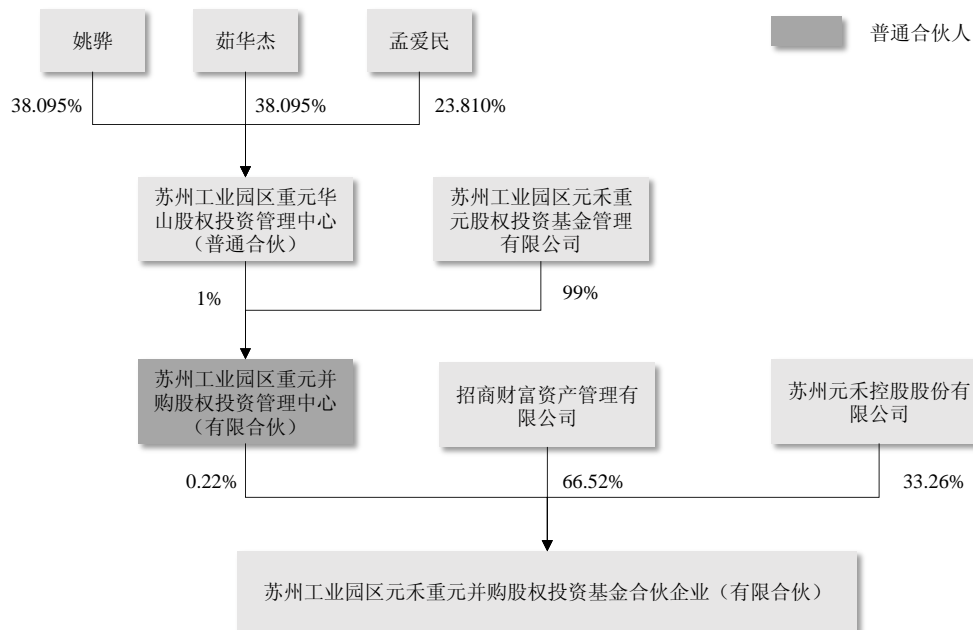 姚骅
茹华杰
孟爱民
普通合伙人
38.095%
38.095%
23.810%
苏州工业园区重元华
山股权投资管理中心
（普通合伙）
苏州工业园区元禾重
元股权投资基金管理
有限公司
1%
99%
苏州工业园区重元并
购股权投资管理中心
（有限合伙）
招商财富资产管理有
限公司
苏州元禾控股股份有
限公司
0.22%
66.52%
33.26%
苏州工业园区元禾重元并购股权投资基金合伙企业（有限合伙）